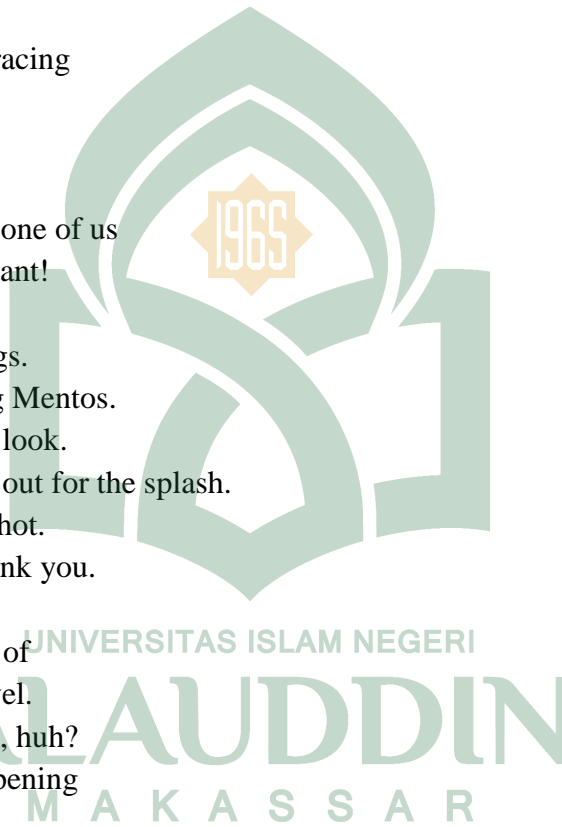 racing
1965
one of us
ant!
gs.
g Mentos.
look.
out for the splash.
hot.
nk you.
of
UNIVERSITAS ISLAM NEGERI
vel.
ALAUDDIN
, huh?
pening
MAKASSAR